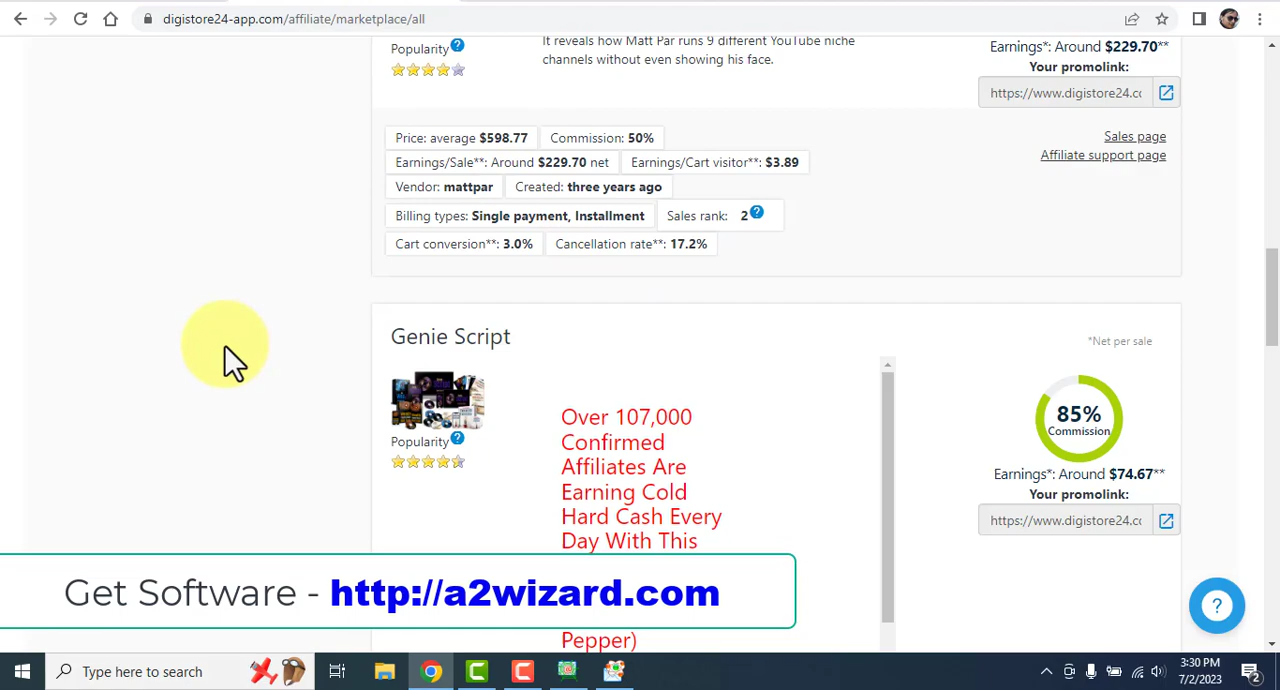 digistore24-app.com/affiliate/marketplace/all
Popularity ?
It reveals how Matt Par runs 9 different YouTube niche
channels without even showing his face.
Earnings*: Around $229.70**
Your promolink:
https://www.digistore24.cc
Price: average $598.77 Commission: 50%
Sales page
Earnings/Sale**: Around $229.70 net Earnings/Cart visitor**: $3.89
Affiliate support page
Vendor: mattpar Created: three years ago
Billing types: Single payment, Installment Sales rank: 2 ?
Cart conversion**: 3.0% Cancellation rate**: 17.2%
Genie Script
*Net per sale
Popularity ?
Over 107,000
Confirmed
Affiliates Are
Earning Cold
Hard Cash Every
Day With This
Pepper)
85%
Commission
Earnings*: Around $74.67**
Your promolink:
https://www.digistore24.cc
?
Get Software - http://a2wizard.com
Type here to search
3:30 PM
7/2/2023
2